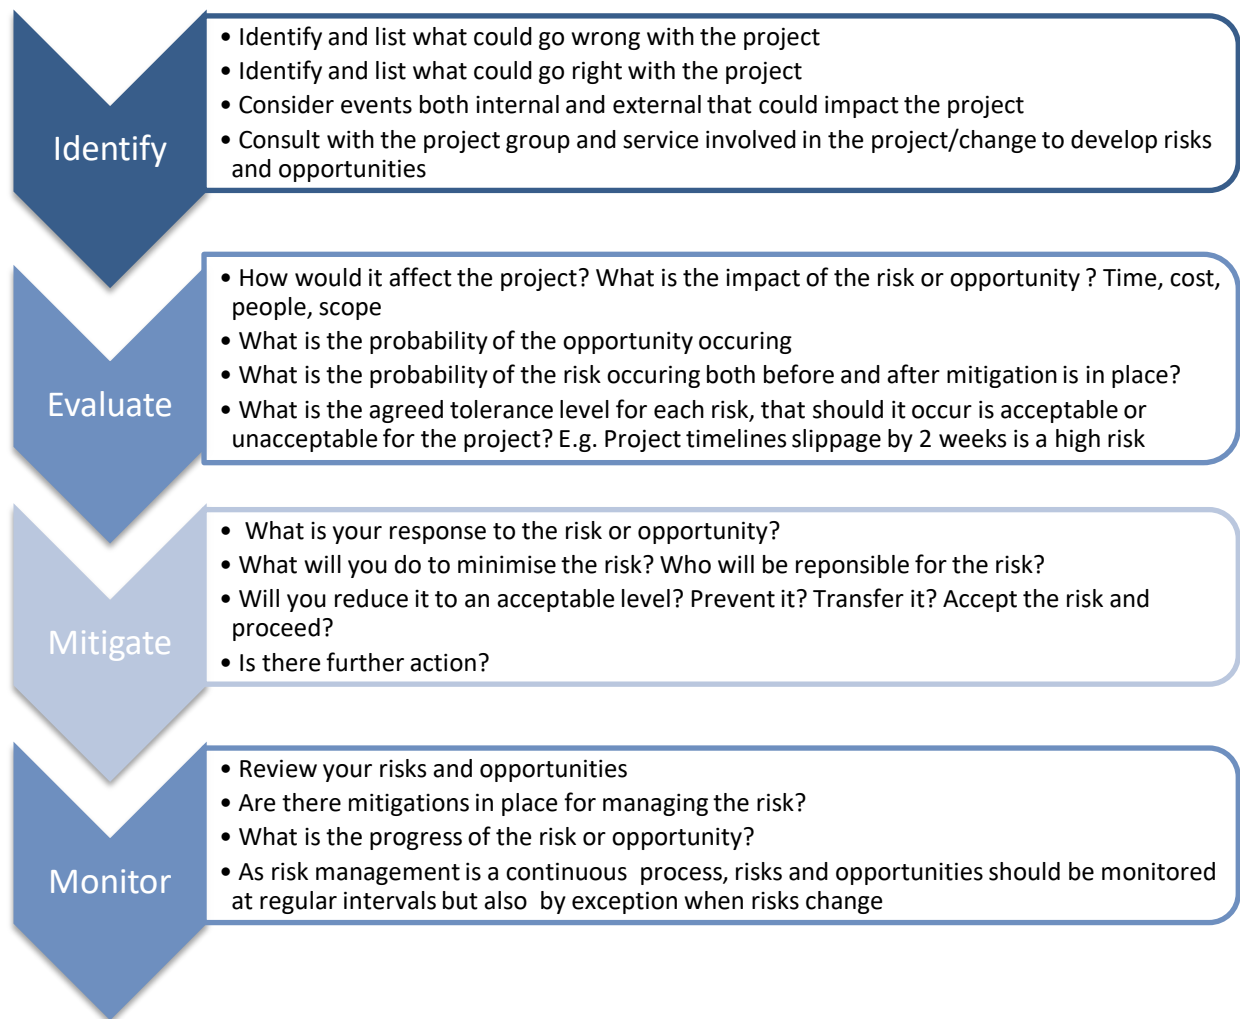 Identify
• Identify and list what could go wrong with the project
• Identify and list what could go right with the project
• Consider events both internal and external that could impact the project
• Consult with the project group and service involved in the project/change to develop risks
and opportunities
Evaluate
• How would it affect the project? What is the impact of the risk or opportunity ? Time, cost,
people, scope
• What is the probability of the opportunity occuring
• What is the probability of the risk occuring both before and after mitigation is in place?
• What is the agreed tolerance level for each risk, that should it occur is acceptable or
unacceptable for the project? E.g. Project timelines slippage by 2 weeks is a high risk
Mitigate
• What is your response to the risk or opportunity?
• What will you do to minimise the risk? Who will be reponsible for the risk?
• Will you reduce it to an acceptable level? Prevent it? Transfer it? Accept the risk and
proceed?
• Is there further action?
Monitor
• Review your risks and opportunities
• Are there mitigations in place for managing the risk?
• What is the progress of the risk or opportunity?
• As risk management is a continuous process, risks and opportunities should be monitored
at regular intervals but also by exception when risks change